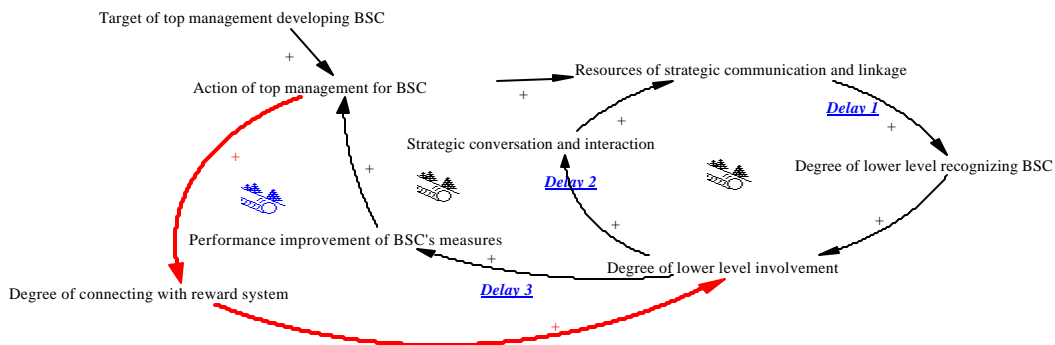 Target of top management developing BSC
+
Resources of strategic communication and linkage
Action of top management for BSC
+
+
Delay 1
+
Strategic conversation and interaction
+
+
Degree of lower level recognizing BSC
+
Delay 2
+
+
Performance improvement of BSC's measures
+
Degree of lower level involvement
Degree of connecting with reward system
Delay 3
+